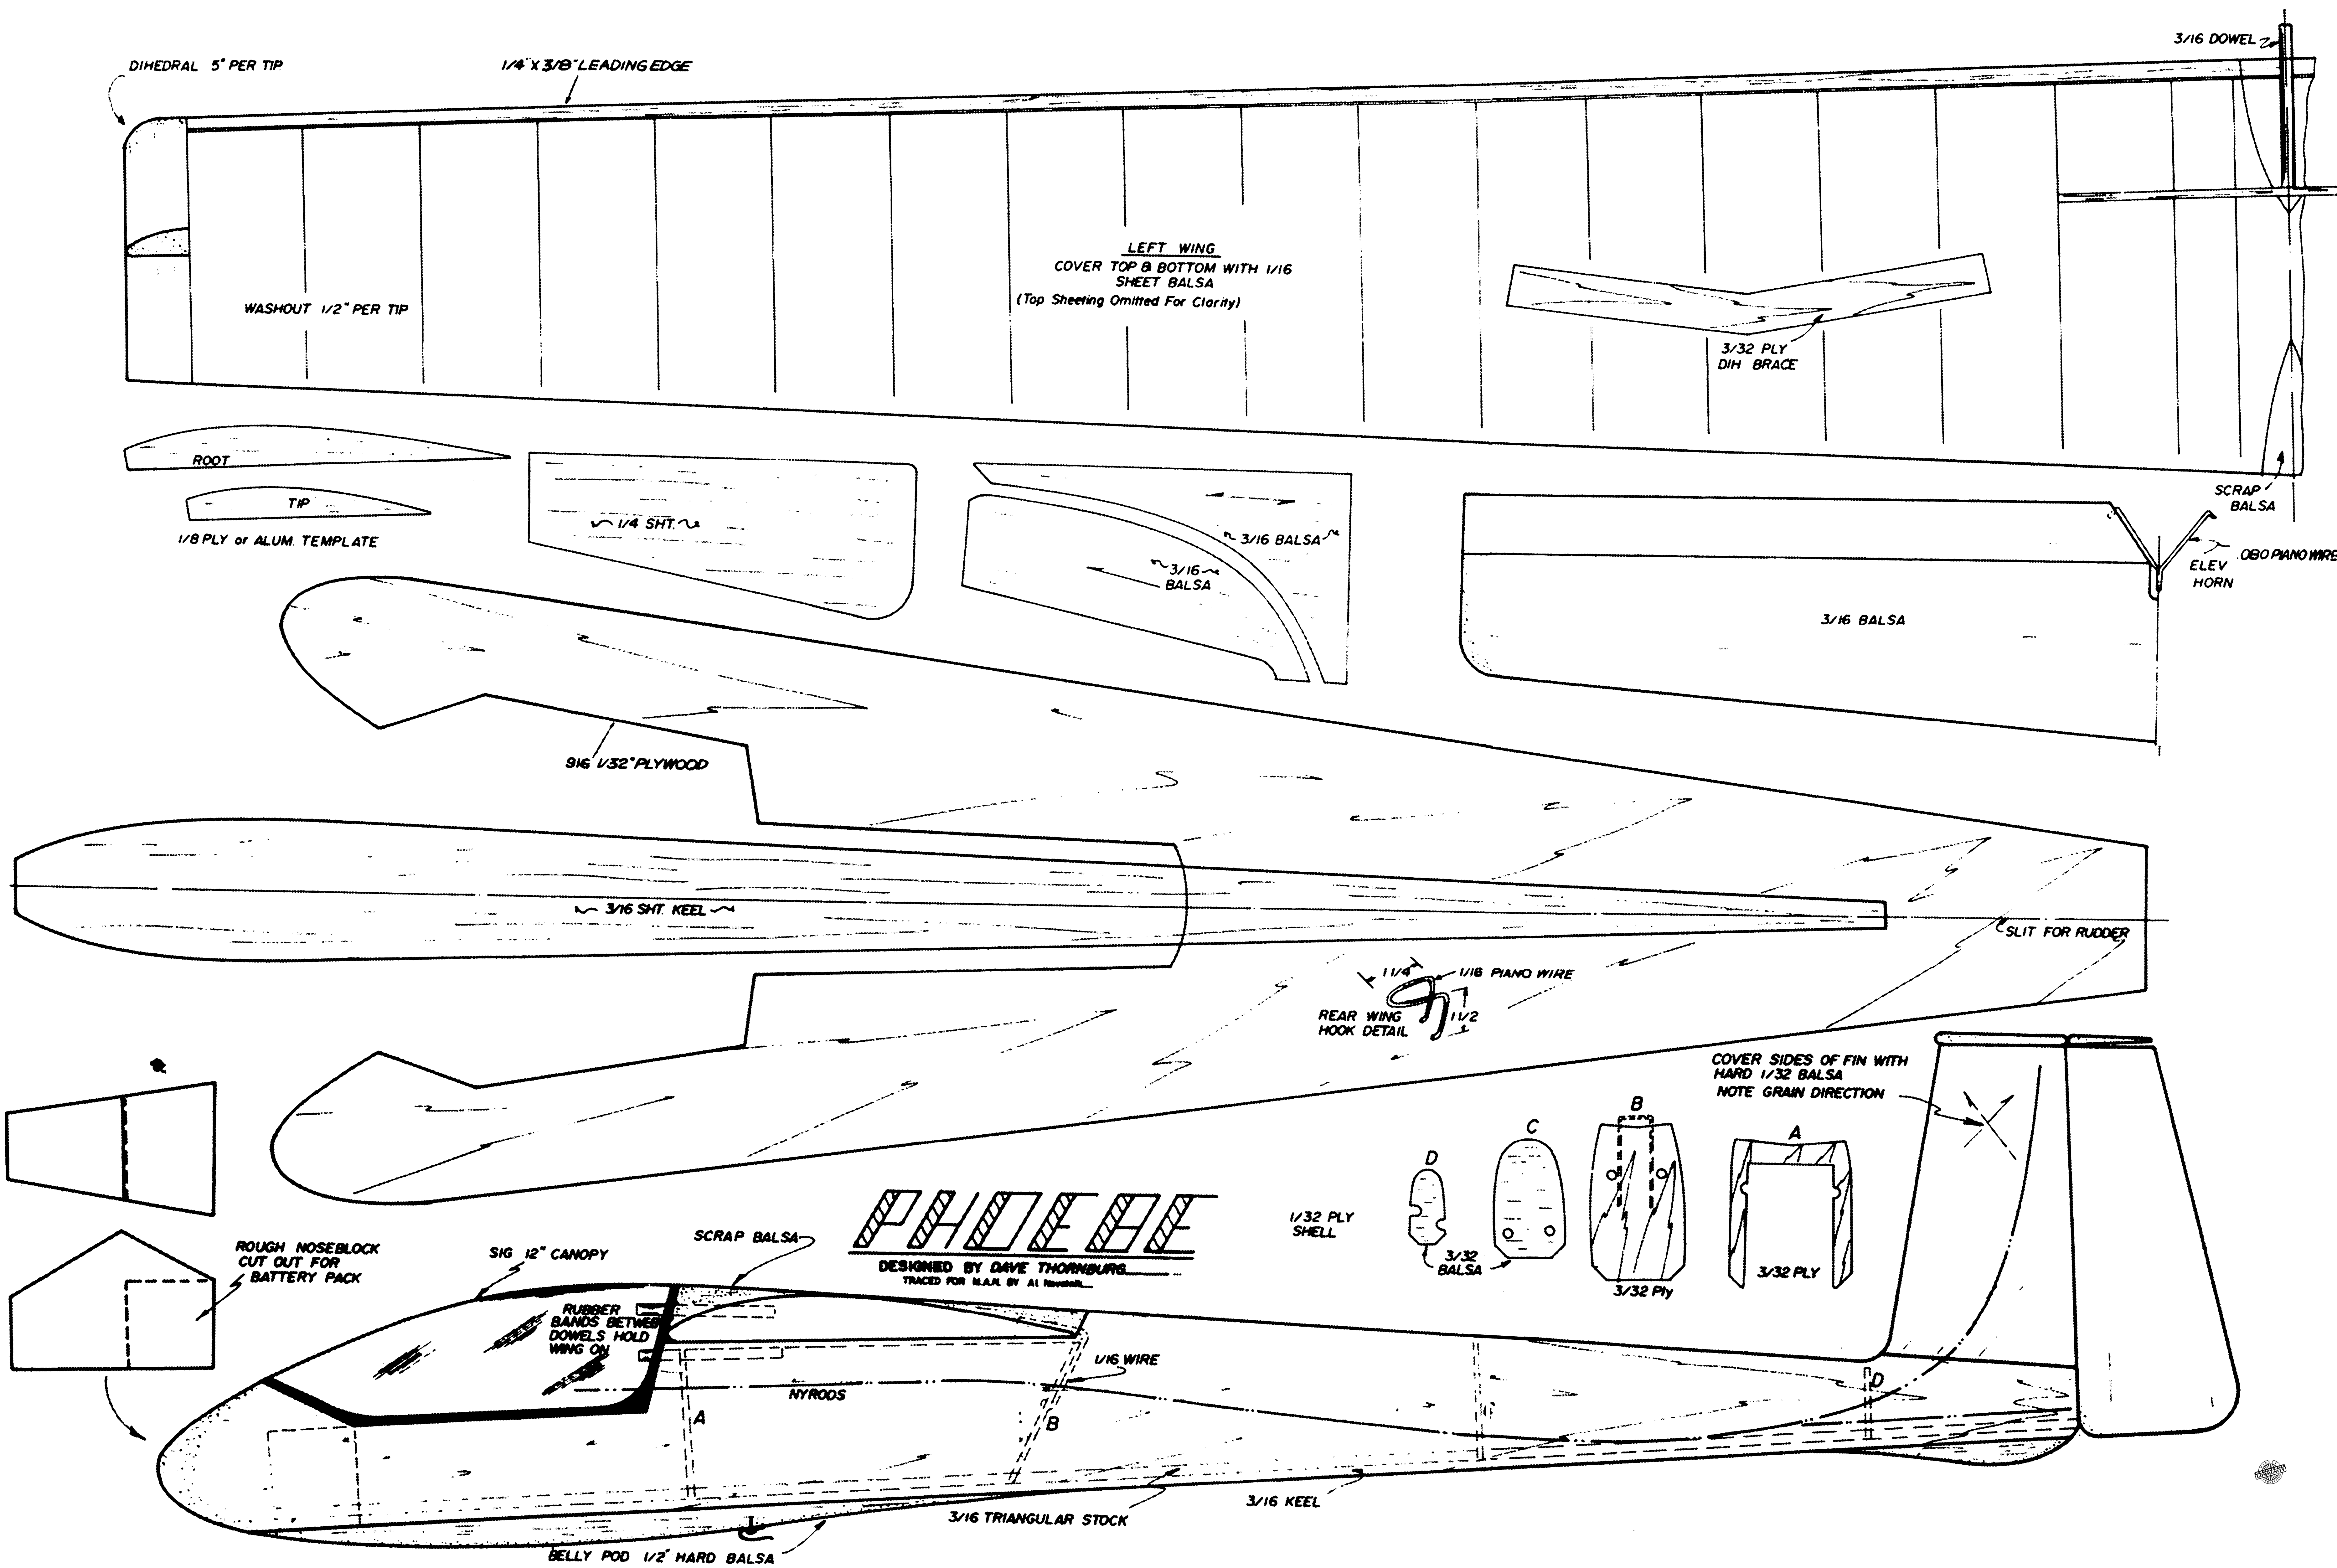 DIHEDRAL 5" PER TIP
1/4" X 3/8" LEADING EDGE
3/16 DOWEL
LEFT WING
COVER TOP & BOTTOM WITH 1/16
SHEET BALSA
(Top Sheeting Omitted For Clarity)
WASHOUT 1/2" PER TIP
3/32 PLY
DIH BRACE
ROOT
TIP
1/8 PLY or ALUM. TEMPLATE
1/4 SHT.
3/16 BALSA
3/16
BALSA
SCRAP
BALSA
.080 PIANO WIRE
ELEV
HORN
3/16 BALSA
916 1/32" PLYWOOD
3/16 SHT. KEEL
SLIT FOR RUDDER
1 1/4
1/16 PIANO WIRE
REAR WING
HOOK DETAIL
1 1/2
COVER SIDES OF FIN WITH
HARD 1/32 BALSA
NOTE GRAIN DIRECTION
D
C
B
A
1/32 PLY
SHELL
3/32
BALSA
3/32 Ply
3/32 PLY
PHOEBE
DESIGNED BY DAVE THORNBURG
TRACED FOR M.A.N. BY Al
ROUGH NOSEBLOCK
CUT OUT FOR
BATTERY PACK
SIG 12" CANOPY
SCRAP BALSA
RUBBER
BANDS BETWEEN
DOWELS HOLD
WING ON
NYRODS
1/16 WIRE
A
B
C
D
3/16 TRIANGULAR STOCK
3/16 KEEL
BELLY POD 1/2" HARD BALSA